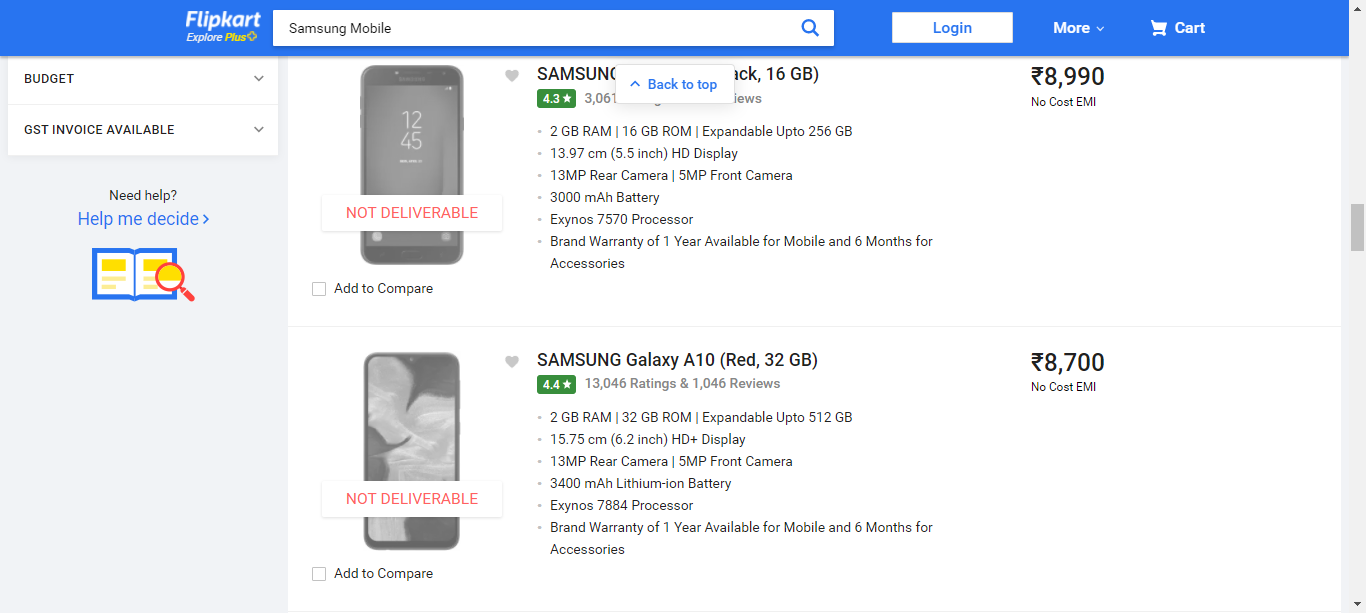 Flipkart
Explore Plus
Samsung Mobile
Login
More
Cart
BUDGET
GST INVOICE AVAILABLE
Need help?
Help me decide
Back to top
12
45
NOT DELIVERABLE
Add to Compare
SAMSUNG ack, 16 GB)
4.3 3,061 iews
2 GB RAM | 16 GB ROM | Expandable Upto 256 GB
13.97 cm (5.5 inch) HD Display
13MP Rear Camera | 5MP Front Camera
3000 mAh Battery
Exynos 7570 Processor
Brand Warranty of 1 Year Available for Mobile and 6 Months for
Accessories
₹8,990
No Cost EMI
NOT DELIVERABLE
Add to Compare
SAMSUNG Galaxy A10 (Red, 32 GB)
4.4 13,046 Ratings & 1,046 Reviews
2 GB RAM | 32 GB ROM | Expandable Upto 512 GB
15.75 cm (6.2 inch) HD+ Display
13MP Rear Camera | 5MP Front Camera
3400 mAh Lithium-ion Battery
Exynos 7884 Processor
Brand Warranty of 1 Year Available for Mobile and 6 Months for
Accessories
₹8,700
No Cost EMI